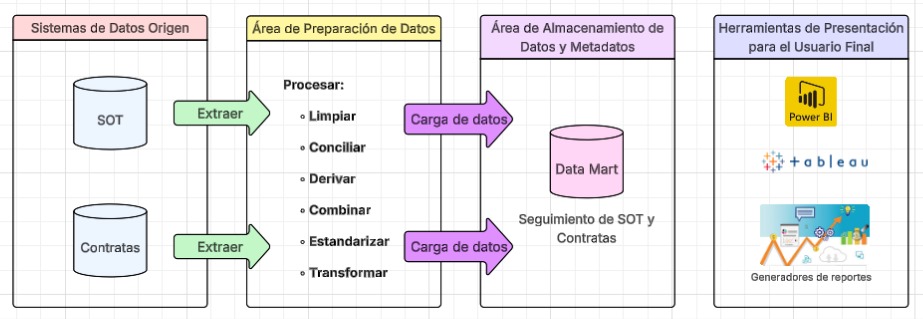 Sistemas de Datos Origen
SOT
Contratas
Extraer
Extraer
Área de Preparación de Datos
Procesar:
Limpiar
Conciliar
Derivar
Combinar
Estandarizar
Transformar
Carga de datos
Carga de datos
Área de Almacenamiento de
Datos y Metadatos
Data Mart
Seguimiento de SOT y
Contratas
Herramientas de Presentación
para el Usuario Final
Power BI
+ableau
Generadores de reportes